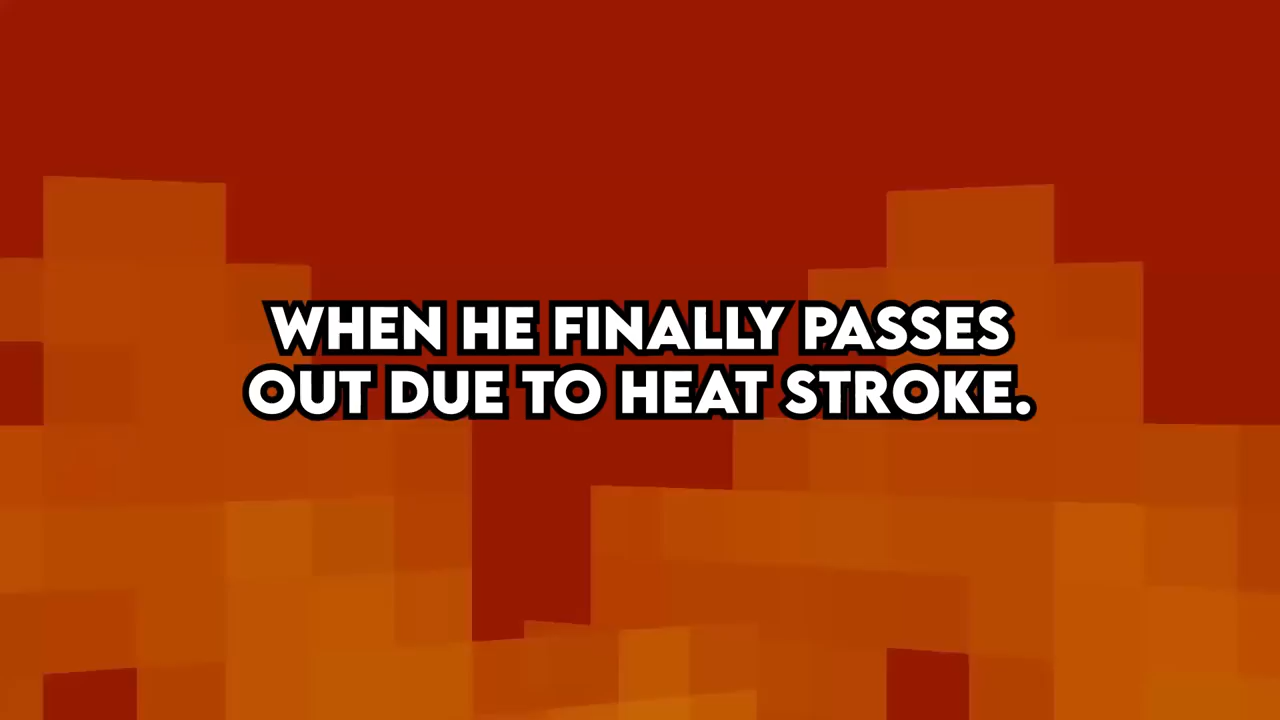 WHEN HE FINALLY PASSES
OUT DUE TO HEAT STROKE.